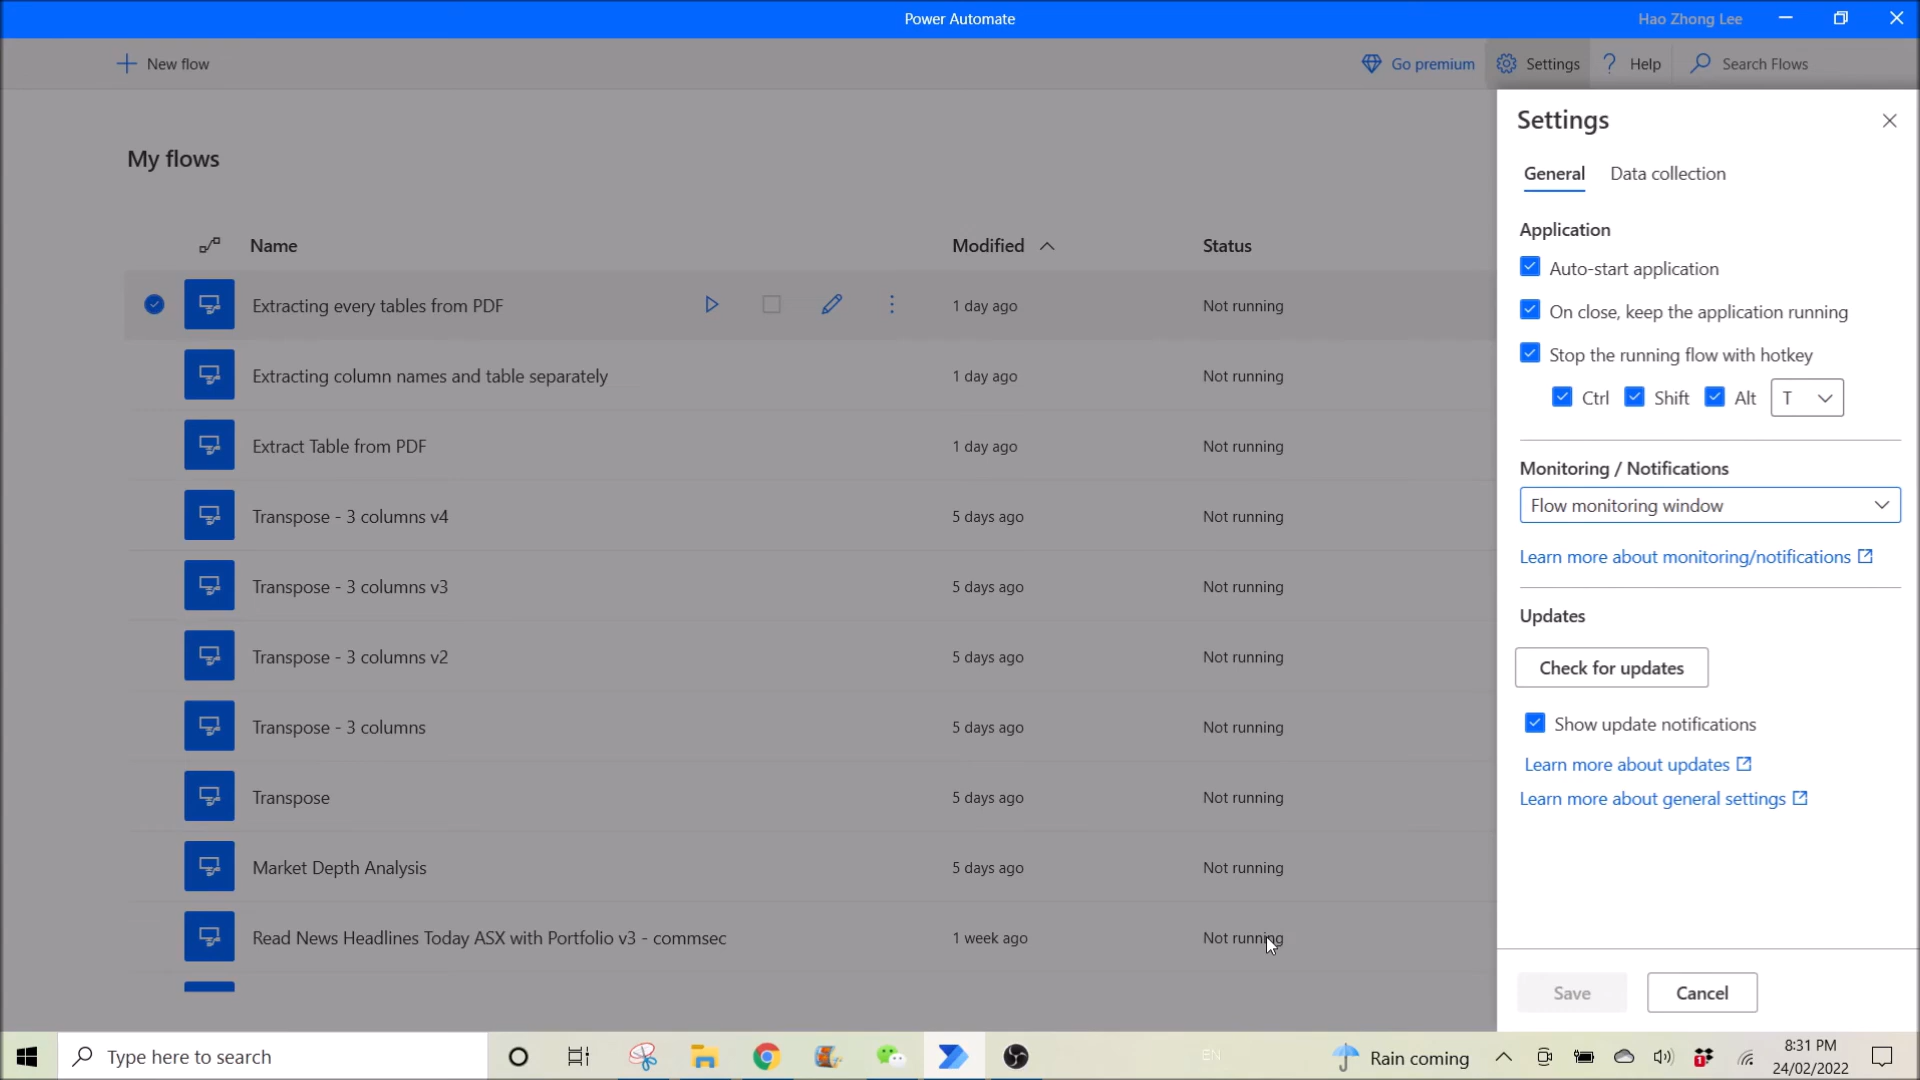 Power Automate
Hao Zhong Lee
New flow
Go premium
Settings
Help
Search Flows
My flows
Name Modified Status
Extracting every tables from PDF 1 day ago Not running
Extracting column names and table separately 1 day ago Not running
Extract Table from PDF 1 day ago Not running
Transpose - 3 columns v4 5 days ago Not running
Transpose - 3 columns v3 5 days ago Not running
Transpose - 3 columns v2 5 days ago Not running
Transpose - 3 columns 5 days ago Not running
Transpose 5 days ago Not running
Market Depth Analysis 5 days ago Not running
Read News Headlines Today ASX with Portfolio v3 - commsec 1 week ago Not running
Settings
General Data collection
Application
Auto-start application
On close, keep the application running
Stop the running flow with hotkey
Ctrl Shift Alt T
Monitoring / Notifications
Flow monitoring window
Learn more about monitoring/notifications
Updates
Check for updates
Show update notifications
Learn more about updates
Learn more about general settings
Save Cancel
Type here to search
EN
Rain coming
1
8:31 PM
24/02/2022